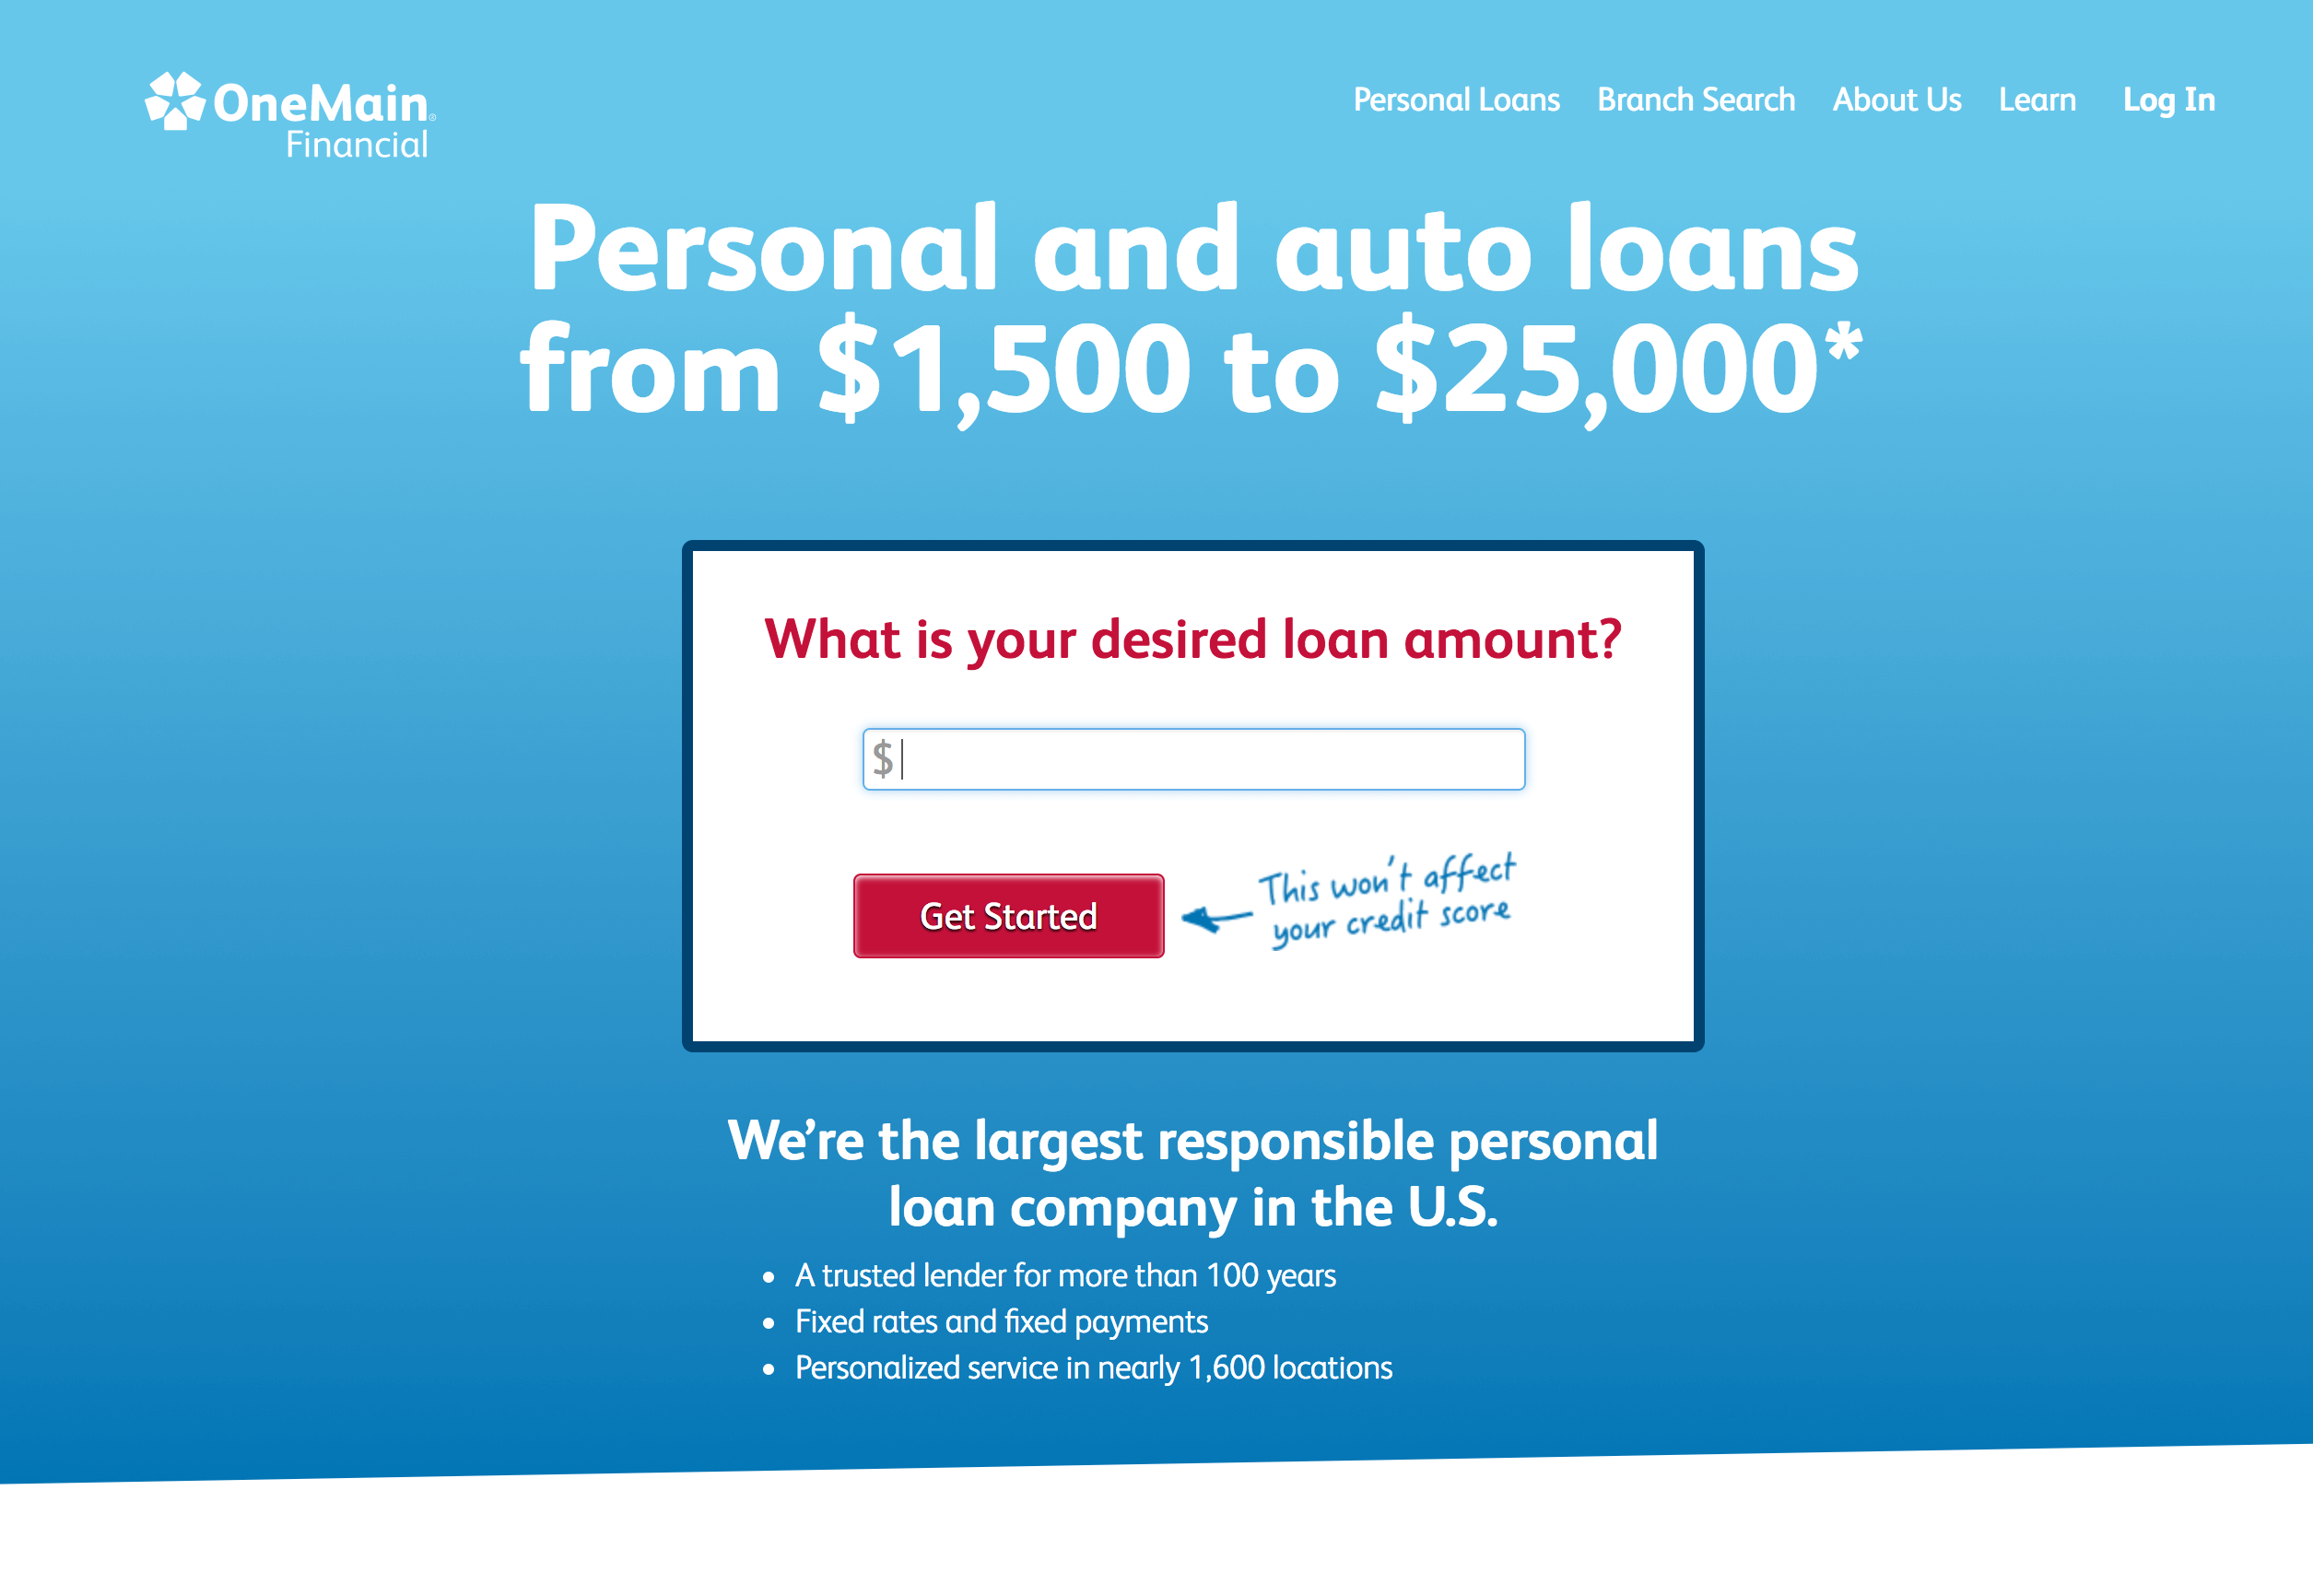 OneMain®
Financial
Personal Loans Branch Search About Us Learn Log In
Personal and auto loans
from $1,500 to $25,000*
What is your desired loan amount?
$
Get Started
This won't affect
your credit score
We’re the largest responsible personal
loan company in the U.S.
• A trusted lender for more than 100 years
• Fixed rates and fixed payments
• Personalized service in nearly 1,600 locations